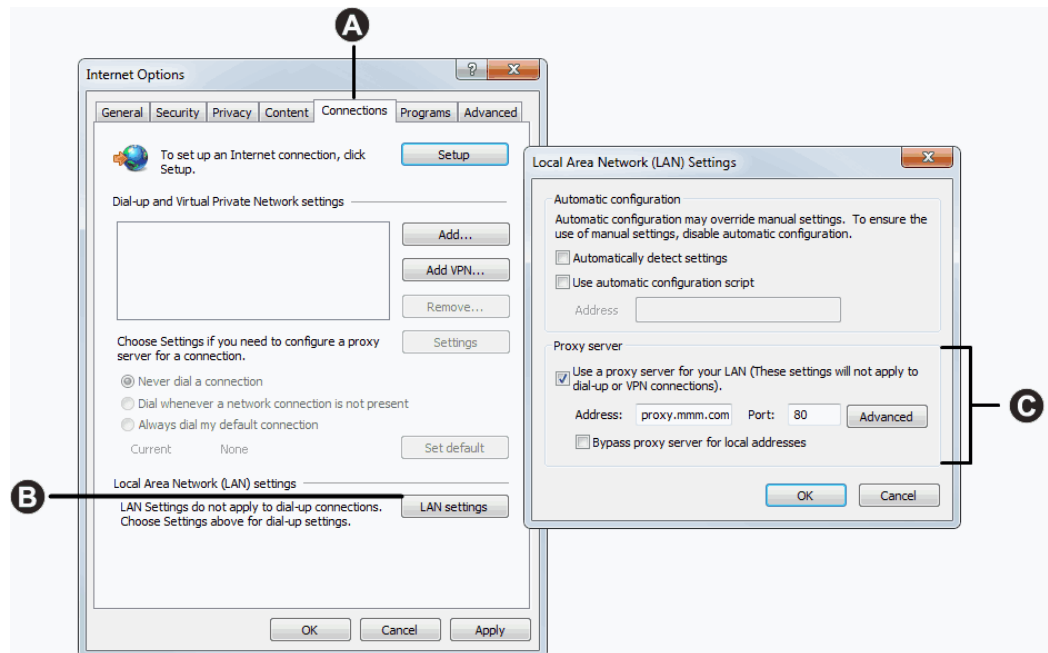 A
Internet Options
General Security Privacy Content Connections Programs Advanced
To set up an Internet connection, click
Setup.
Setup
Dial-up and Virtual Private Network settings
Add...
Add VPN...
Remove...
Choose Settings if you need to configure a proxy
server for a connection.
Settings
Never dial a connection
Dial whenever a network connection is not present
Always dial my default connection
Current None
Set default
Local Area Network (LAN) settings
B
LAN Settings do not apply to dial-up connections.
Choose Settings above for dial-up settings.
LAN settings
OK Cancel Apply
Local Area Network (LAN) Settings
Automatic configuration
Automatic configuration may override manual settings. To ensure the
use of manual settings, disable automatic configuration.
Automatically detect settings
Use automatic configuration script
Address
Proxy server
Use a proxy server for your LAN (These settings will not apply to
dial-up or VPN connections).
Address: proxy.mmm.com Port: 80 Advanced
Bypass proxy server for local addresses
C
OK Cancel